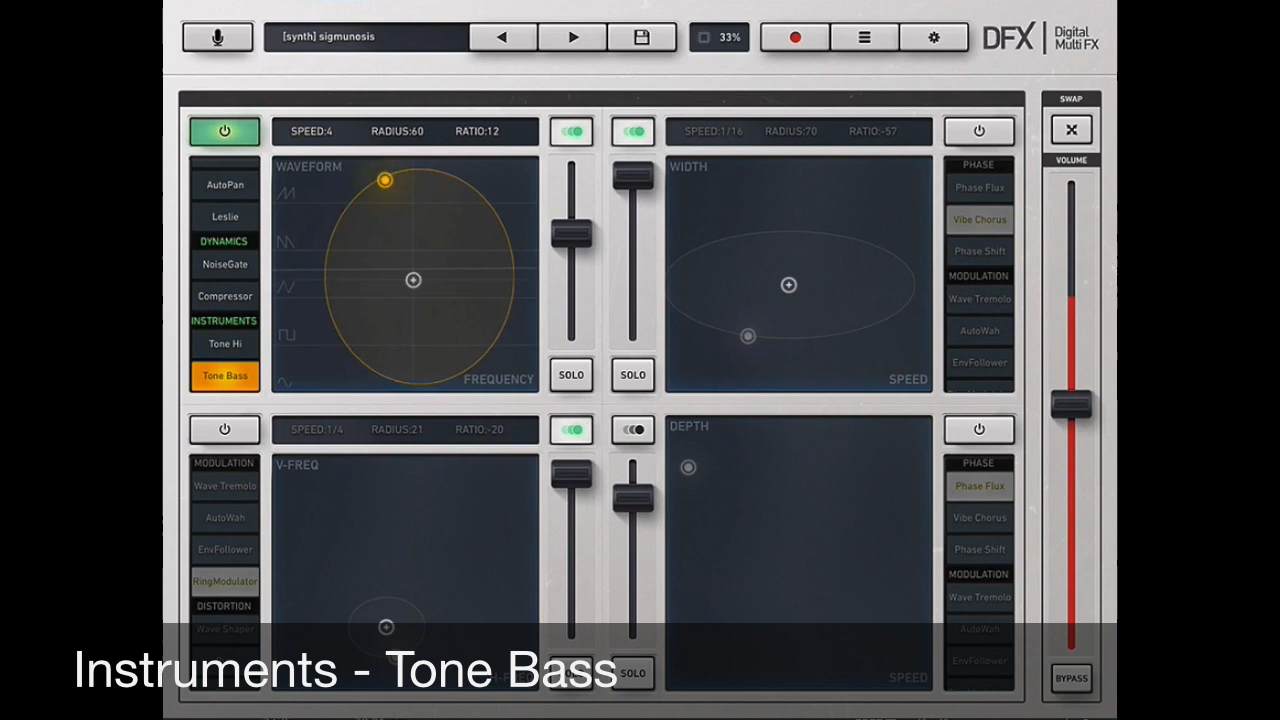 [synth] sigmunosis
33%
DFX
Digital
Multi FX
SWAP
VOLUME
BYPASS
SPEED:4 RADIUS:60 RATIO:12
WAVEFORM
FREQUENCY
AutoPan
Leslie
DYNAMICS
NoiseGate
Compressor
INSTRUMENTS
Tone Hi
Tone Bass
SOLO
SOLO
SPEED:1/16 RADIUS:70 RATIO:-57
WIDTH
SPEED
PHASE
Phase Flux
Vibe Chorus
Phase Shift
MODULATION
Wave Tremolo
AutoWah
EnvFollower
SPEED:1/4 RADIUS:21 RATIO:-20
V-FREQ
MODULATION
Wave Tremolo
AutoWah
EnvFollower
RingModulator
DISTORTION
Wave Shaper
SOLO
DEPTH
SPEED
PHASE
Phase Flux
Vibe Chorus
Phase Shift
MODULATION
Wave Tremolo
AutoWah
EnvFollower
Instruments - Tone Bass